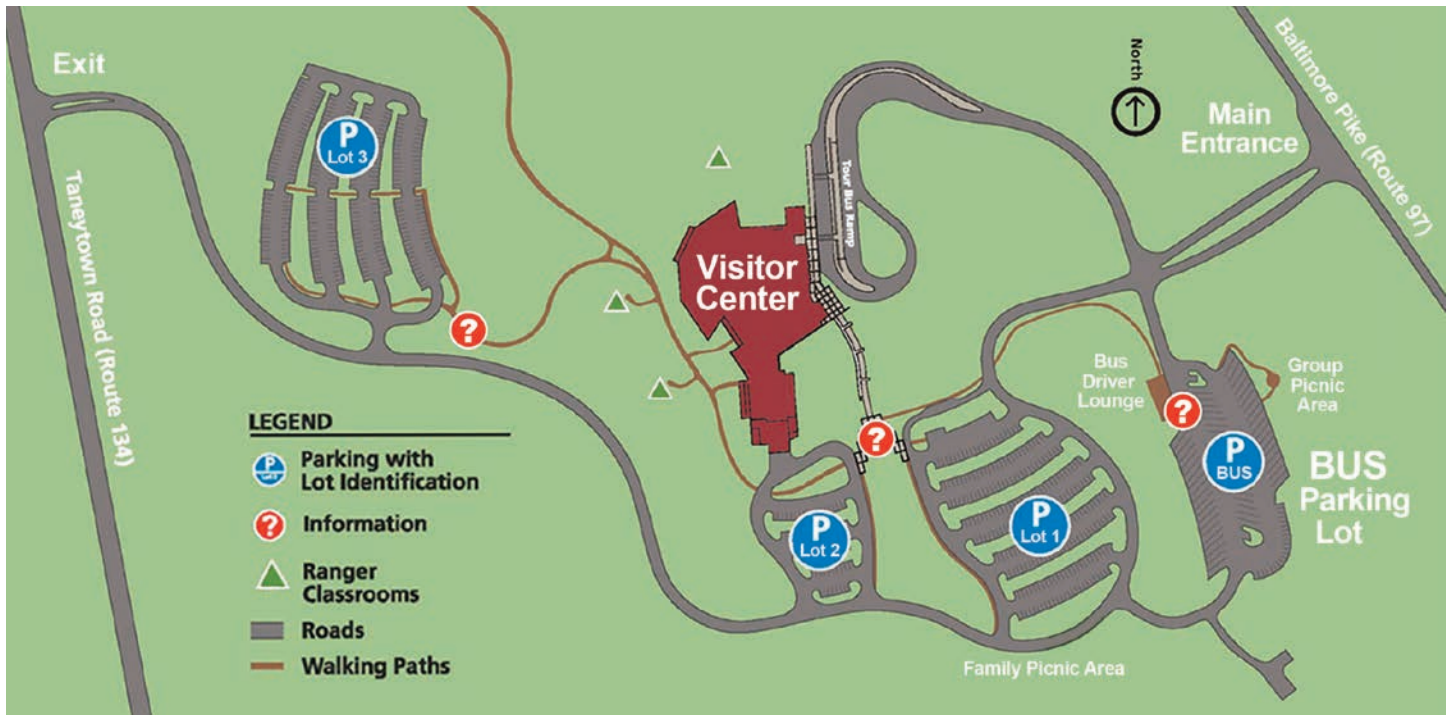 Exit
Taneytown Road (Route 134)
P
Lot 3
North
Main
Entrance
Baltimore Pike (Route 97)
Tour Bus Ramp
Visitor
Center
?
Bus
Driver
Lounge
?
Group
Picnic
Area
P
BUS
BUS
Parking
Lot
?
P
Lot 2
P
Lot 1
Family Picnic Area
LEGEND
P
Parking with
Lot Identification
?
Information
Ranger
Classrooms
Roads
Walking Paths